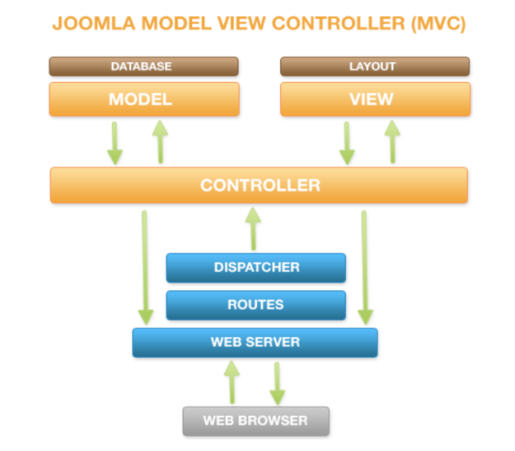 JOOMLA MODEL VIEW CONTROLLER (MVC)
DATABASE
MODEL
LAYOUT
VIEW
CONTROLLER
DISPATCHER
ROUTES
WEB SERVER
WEB BROWSER